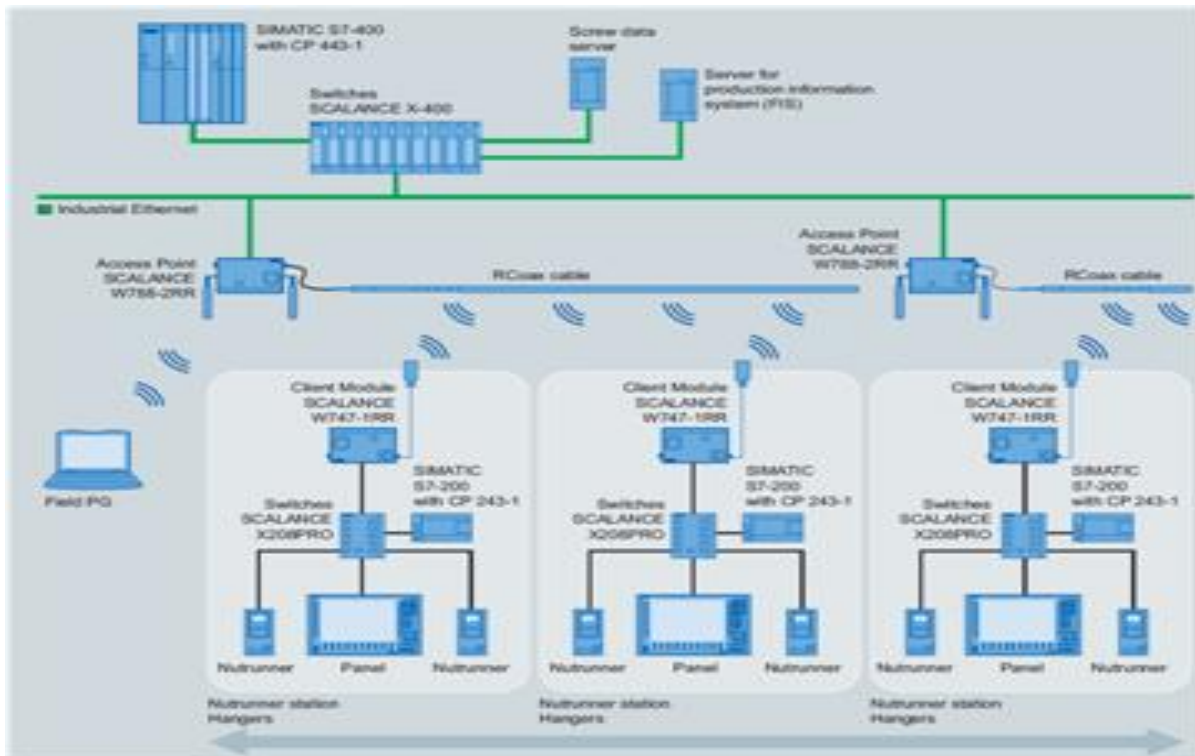 SIMATIC S7-400
with CP 443-1
Screw data
server
Server for
production information
system (FIS)
Switches
SCALANCE X-400
Industrial Ethernet
Access Point
SCALANCE
W788-2RR
RCoax cable
Access Point
SCALANCE
W788-2RR
RCoax cable
Field PG
Client Module
SCALANCE
W747-1RR
SIMATIC
S7-200
with CP 243-1
Switches
SCALANCE
X208PRO
Nutrunner
Panel
Nutrunner
Nutrunner station
Hangers
Client Module
SCALANCE
W747-1RR
SIMATIC
S7-200
with CP 243-1
Switches
SCALANCE
X208PRO
Nutrunner
Panel
Nutrunner
Nutrunner station
Hangers
Client Module
SCALANCE
W747-1RR
SIMATIC
S7-200
with CP 243-1
Switches
SCALANCE
X208PRO
Nutrunner
Panel
Nutrunner
Nutrunner station
Hangers